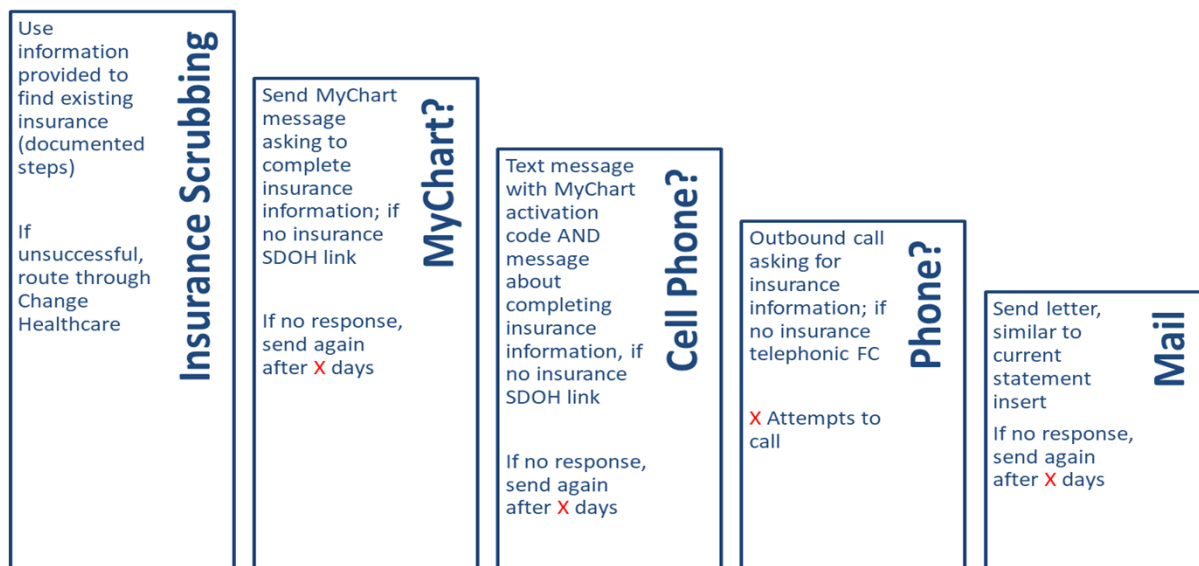 Use
information
provided to
find existing
insurance
(documented
steps)
If
unsuccessful,
route through
Change
Healthcare
Insurance Scrubbing
Send MyChart
message
asking to
complete
insurance
information; if
no insurance
SDOH link
If no response,
send again
after X days
MyChart?
Text message
with MyChart
activation
code AND
message
about
completing
insurance
information, if
no insurance
SDOH link
If no response,
send again
after X days
Cell Phone?
Outbound call
asking for
insurance
information; if
no insurance
telephonic FC
X Attempts to
call
Phone?
Send letter,
similar to
current
statement
insert
If no response,
send again
after X days
Mail